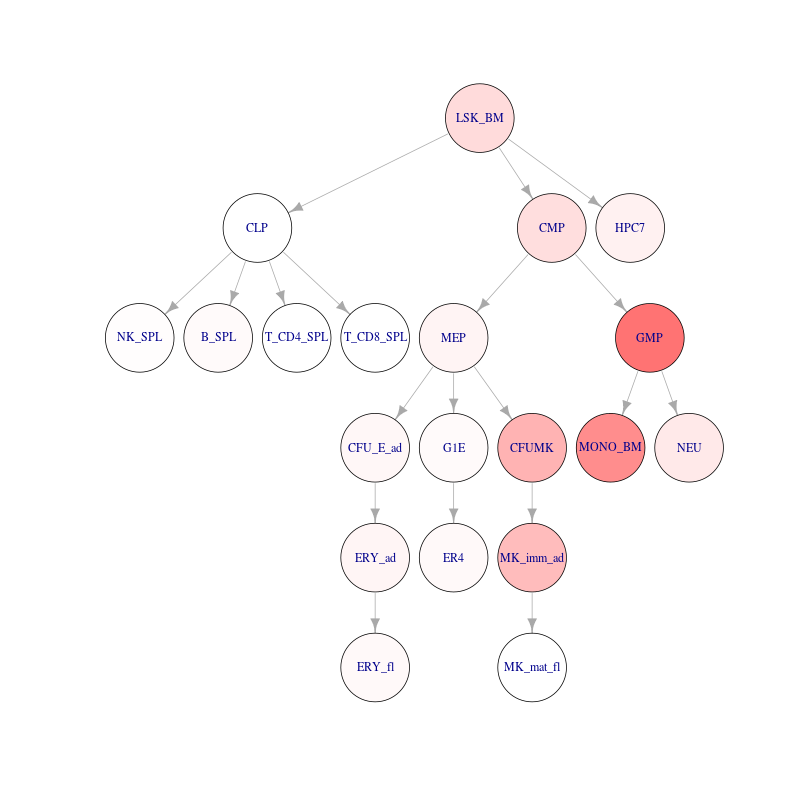 LSK_BM
CLP
CMP
HPC7
NK_SPL
B_SPL
T_CD4_SPL
T_CD8_SPL
MEP
GMP
CFU_E_ad
G1E
CFUMK
MONO_BM
NEU
ERY_ad
ER4
MK_imm_ad
ERY_fl
MK_mat_fl